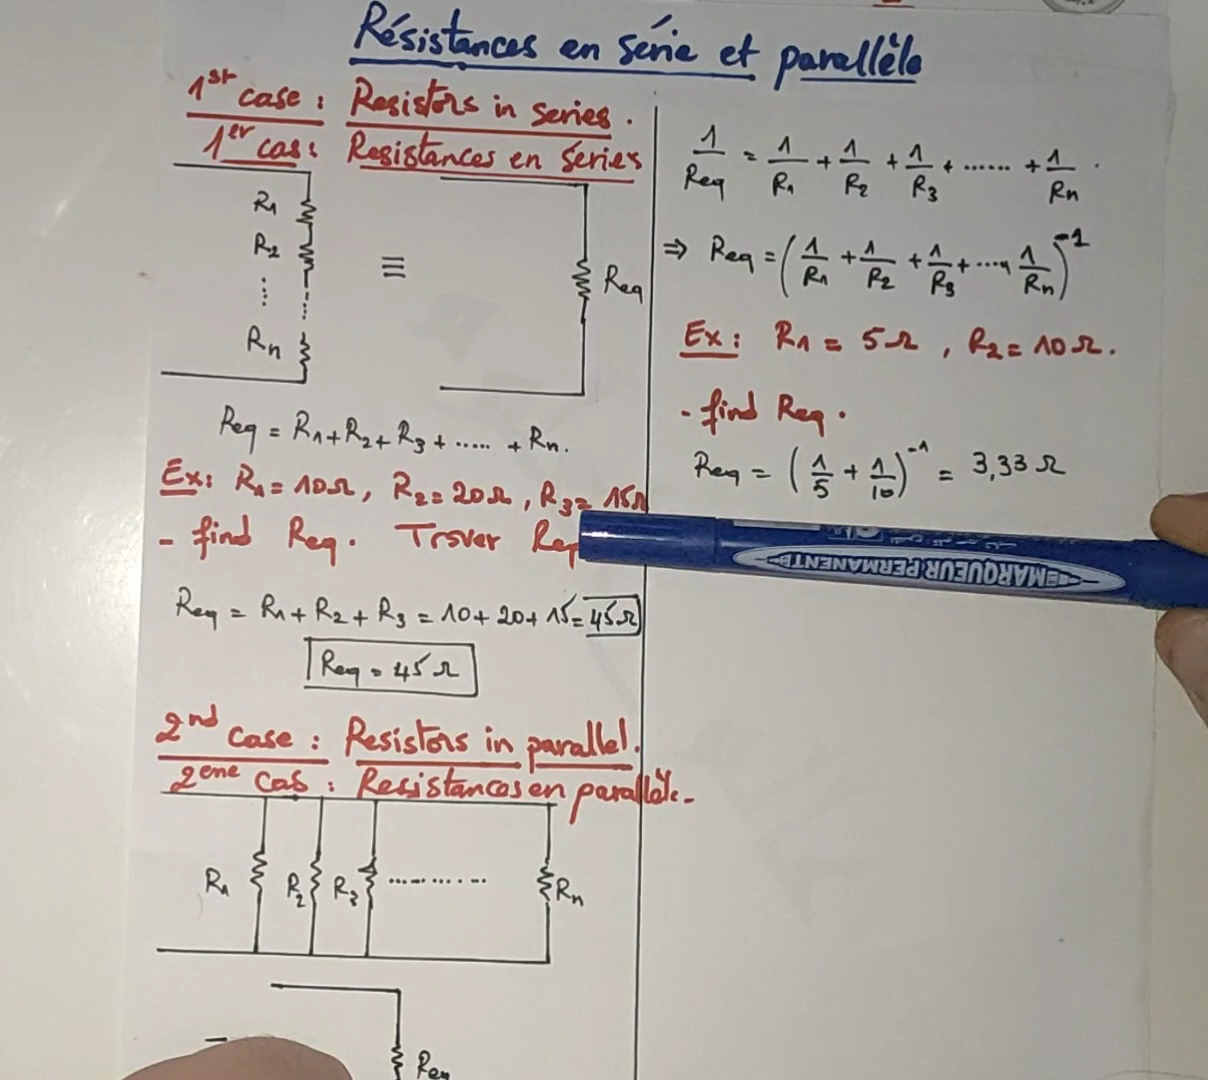 Résistances en série et parallèle
1st case : Resistors in series.
1er cas : Resistances en séries
R1
R2
....
Rn
≡
Req
Req = R1 + R2 + R3 + ..... + Rn.
Ex: R1 = 10Ω, R2 = 20Ω, R3 = 15Ω
- find Req. Trover Req
Req = R1 + R2 + R3 = 10 + 20 + 15 = 45Ω
Req = 45Ω
2nd case : Resistors in parallel.
2eme cas : Resistances en parallèle.
R1 R2 R3 .......... Rn
Req
1/Req = 1/R1 + 1/R2 + 1/R3 + ...... + 1/Rn.
⇒ Req = (1/R1 + 1/R2 + 1/R3 + ...., 1/Rn)^-1
Ex: R1 = 5Ω, R2 = 10Ω.
- find Req.
Req = (1/5 + 1/10)^-1 = 3,33Ω
MARQUEUR PERMANENT